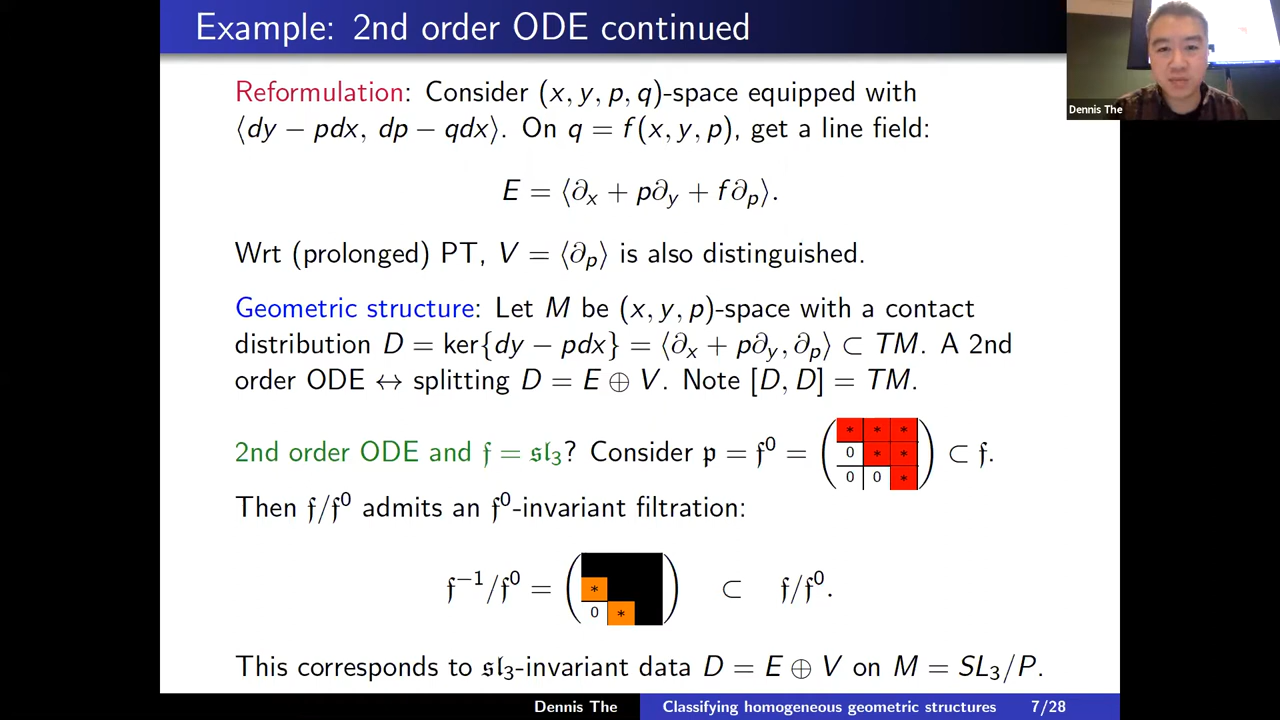 Example: 2nd order ODE continued
Dennis The
Reformulation: Consider (x, y, p, q)-space equipped with
⟨dy − pdx, dp − qdx⟩. On q = f(x, y, p), get a line field:
E = ⟨∂ₓ + p∂_y + f∂_p⟩.
Wrt (prolonged) PT, V = ⟨∂_p⟩ is also distinguished.
Geometric structure: Let M be (x, y, p)-space with a contact
distribution D = ker{dy − pdx} = ⟨∂ₓ + p∂_y, ∂_p⟩ ⊂ TM. A 2nd
order ODE ↔ splitting D = E ⊕ V. Note [D, D] = TM.
* * *
2nd order ODE and 𝔣 = 𝔰𝔩₃? Consider 𝔭 = 𝔣⁰ = ( 0 * * ) ⊂ 𝔣.
0 0 *
Then 𝔣/𝔣⁰ admits an 𝔣⁰-invariant filtration:
𝔣⁻¹/𝔣⁰ = ( * ) ⊂ 𝔣/𝔣⁰.
0 *
This corresponds to 𝔰𝔩₃-invariant data D = E ⊕ V on M = SL₃/P.
Dennis The Classifying homogeneous geometric structures 7/28